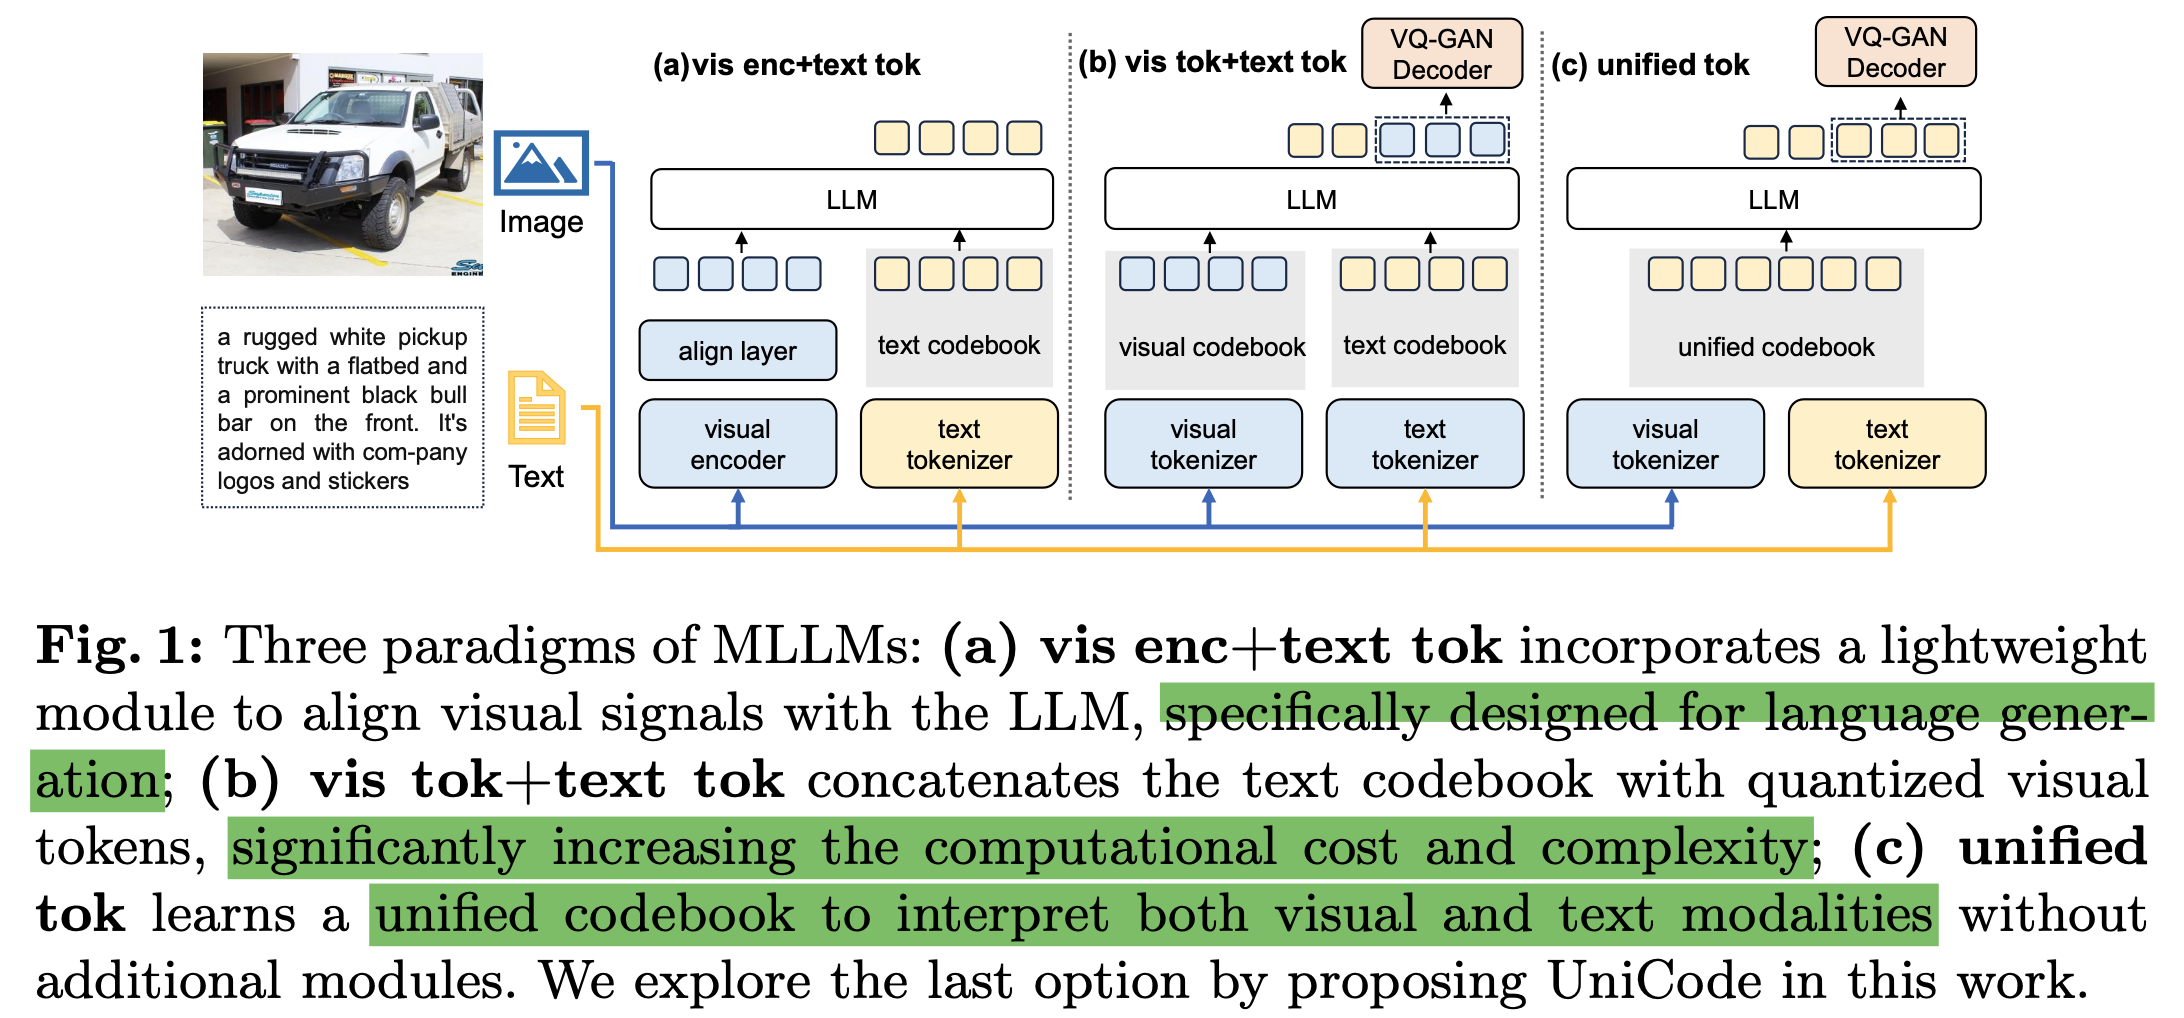 (a)vis enc+text tok
(b) vis tok+text tok
VQ-GAN
Decoder
(c) unified tok
VQ-GAN
Decoder
Image
LLM
LLM
LLM
a rugged white pickup
truck with a flatbed and
a prominent black bull
bar on the front. It's
adorned with com-pany
logos and stickers
Text
align layer
text codebook
visual codebook
text codebook
unified codebook
visual
encoder
text
tokenizer
visual
tokenizer
text
tokenizer
visual
tokenizer
text
tokenizer
Fig. 1: Three paradigms of MLLMs: (a) vis enc+text tok incorporates a lightweight
module to align visual signals with the LLM, specifically designed for language gener-
ation; (b) vis tok+text tok concatenates the text codebook with quantized visual
tokens, significantly increasing the computational cost and complexity; (c) unified
tok learns a unified codebook to interpret both visual and text modalities without
additional modules. We explore the last option by proposing UniCode in this work.